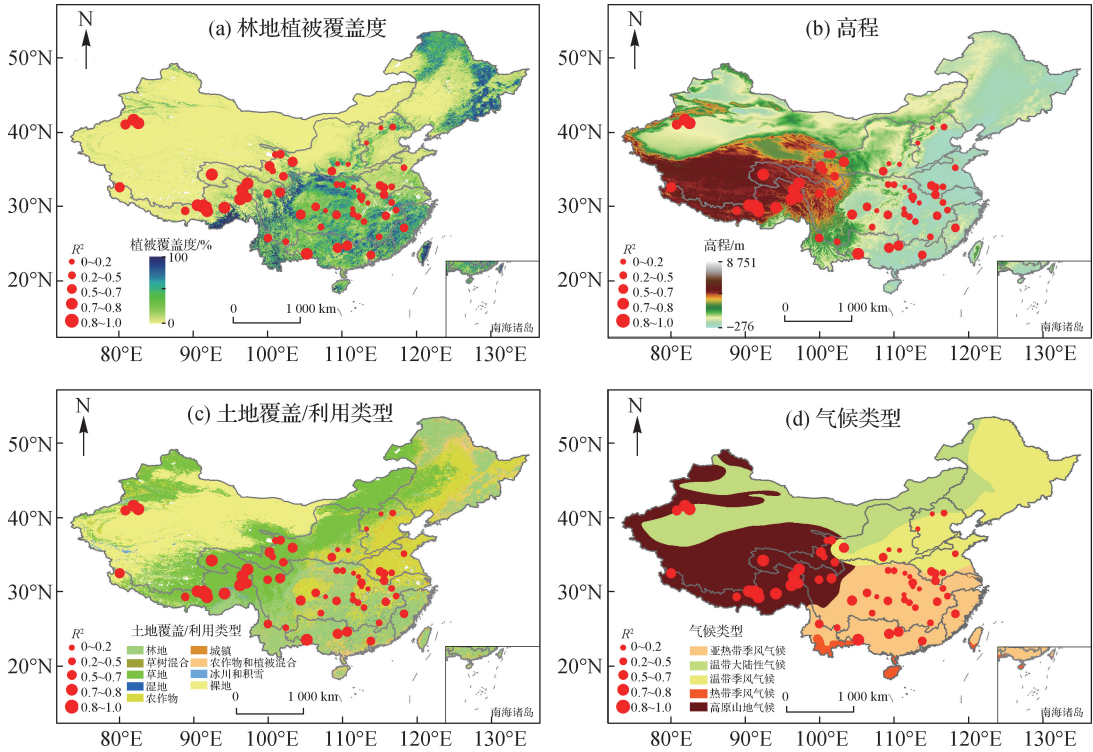 (a) 林地植被覆盖度
N
50°N
40°N
30°N
20°N
R²
0~0.2
0.2~0.5
0.5~0.7
0.7~0.8
0.8~1.0
植被覆盖度/%
100
0
0
1 000 km
南海诸岛
80°E
90°E
100°E
110°E
120°E
130°E
(b) 高程
N
50°N
40°N
30°N
20°N
R²
0~0.2
0.2~0.5
0.5~0.7
0.7~0.8
0.8~1.0
高程/m
8 751
−276
0
1 000 km
南海诸岛
80°E
90°E
100°E
110°E
120°E
130°E
(c) 土地覆盖/利用类型
N
50°N
40°N
30°N
20°N
R²
0~0.2
0.2~0.5
0.5~0.7
0.7~0.8
0.8~1.0
土地覆盖/利用类型
林地
草树混合
草地
湿地
农作物
城镇
农作物和植被混合
冰川和积雪
裸地
0
1 000 km
南海诸岛
80°E
90°E
100°E
110°E
120°E
130°E
(d) 气候类型
N
50°N
40°N
30°N
20°N
R²
0~0.2
0.2~0.5
0.5~0.7
0.7~0.8
0.8~1.0
气候类型
亚热带季风气候
温带大陆性气候
温带季风气候
热带季风气候
高原山地气候
0
1 000 km
南海诸岛
80°E
90°E
100°E
110°E
120°E
130°E